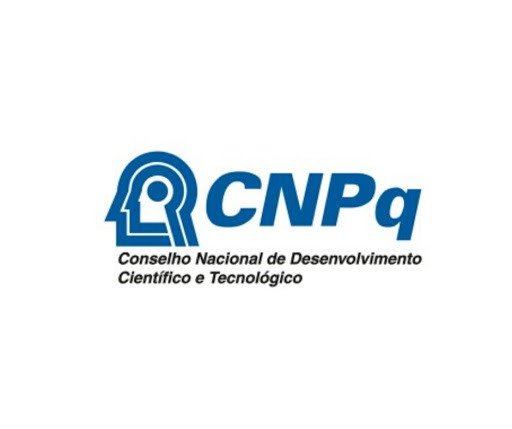 CNPq
Conselho Nacional de Desenvolvimento
Científico e Tecnológico